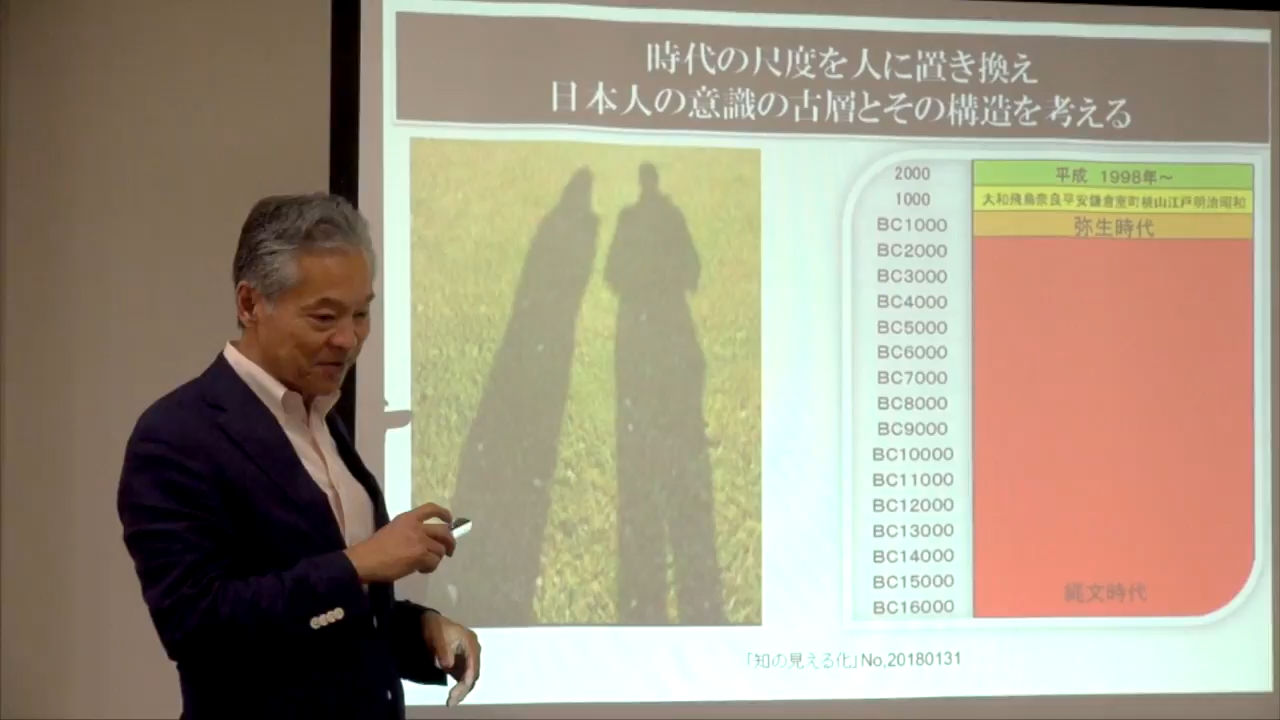 時代の尺度を人に置き換え
日本人の意識の古層とその構造を考える
2000 平成 1998年~
1000 大和飛鳥奈良平安鎌倉室町桃山江戸明治昭和
BC1000 弥生時代
BC2000
BC3000
BC4000
BC5000
BC6000
BC7000
BC8000
BC9000
BC10000
BC11000
BC12000
BC13000
BC14000
BC15000
縄文時代
BC16000
「知の見える化」No,20180131